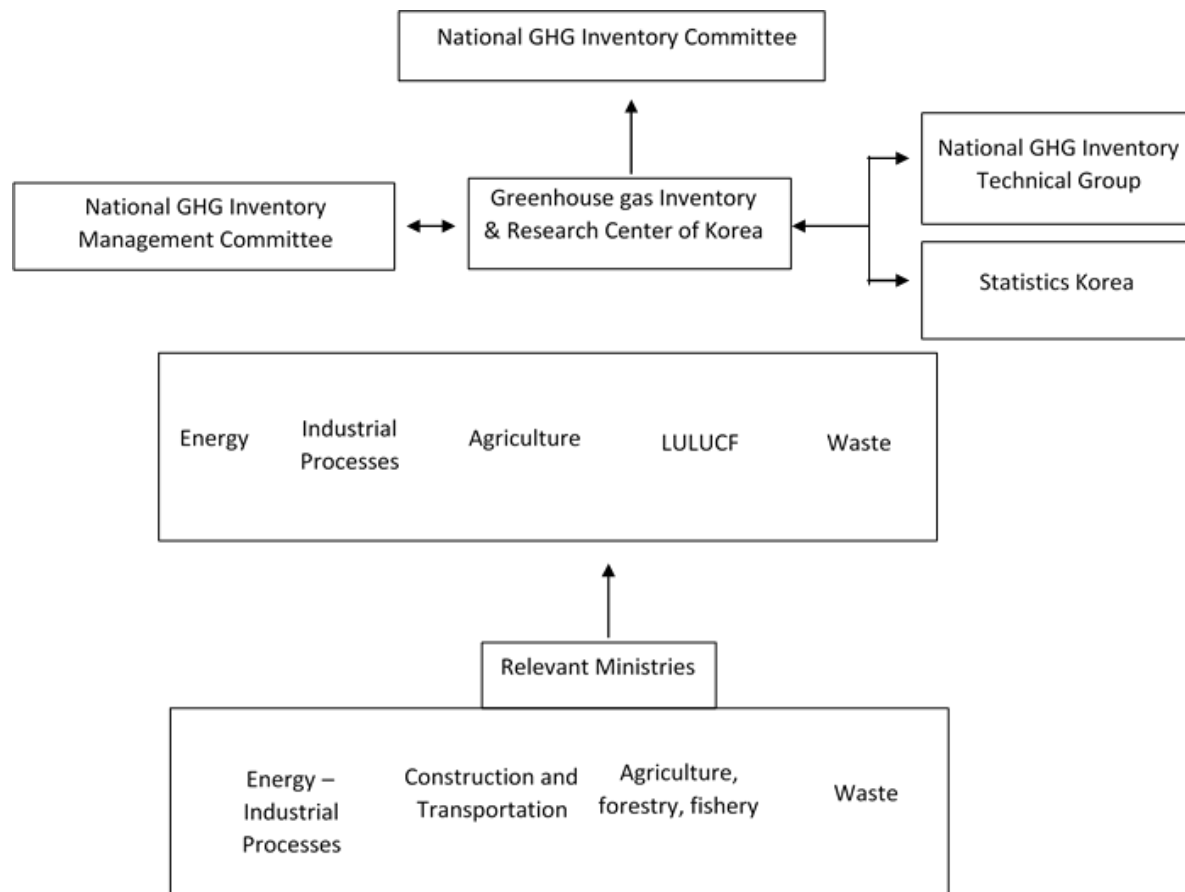 National GHG Inventory Committee
National GHG Inventory
Technical Group
National GHG Inventory
Management Committee
Greenhouse gas Inventory
& Research Center of Korea
Statistics Korea
Energy
Industrial
Processes
Agriculture
LULUCF
Waste
Relevant Ministries
Energy –
Industrial
Processes
Construction and
Transportation
Agriculture,
forestry, fishery
Waste